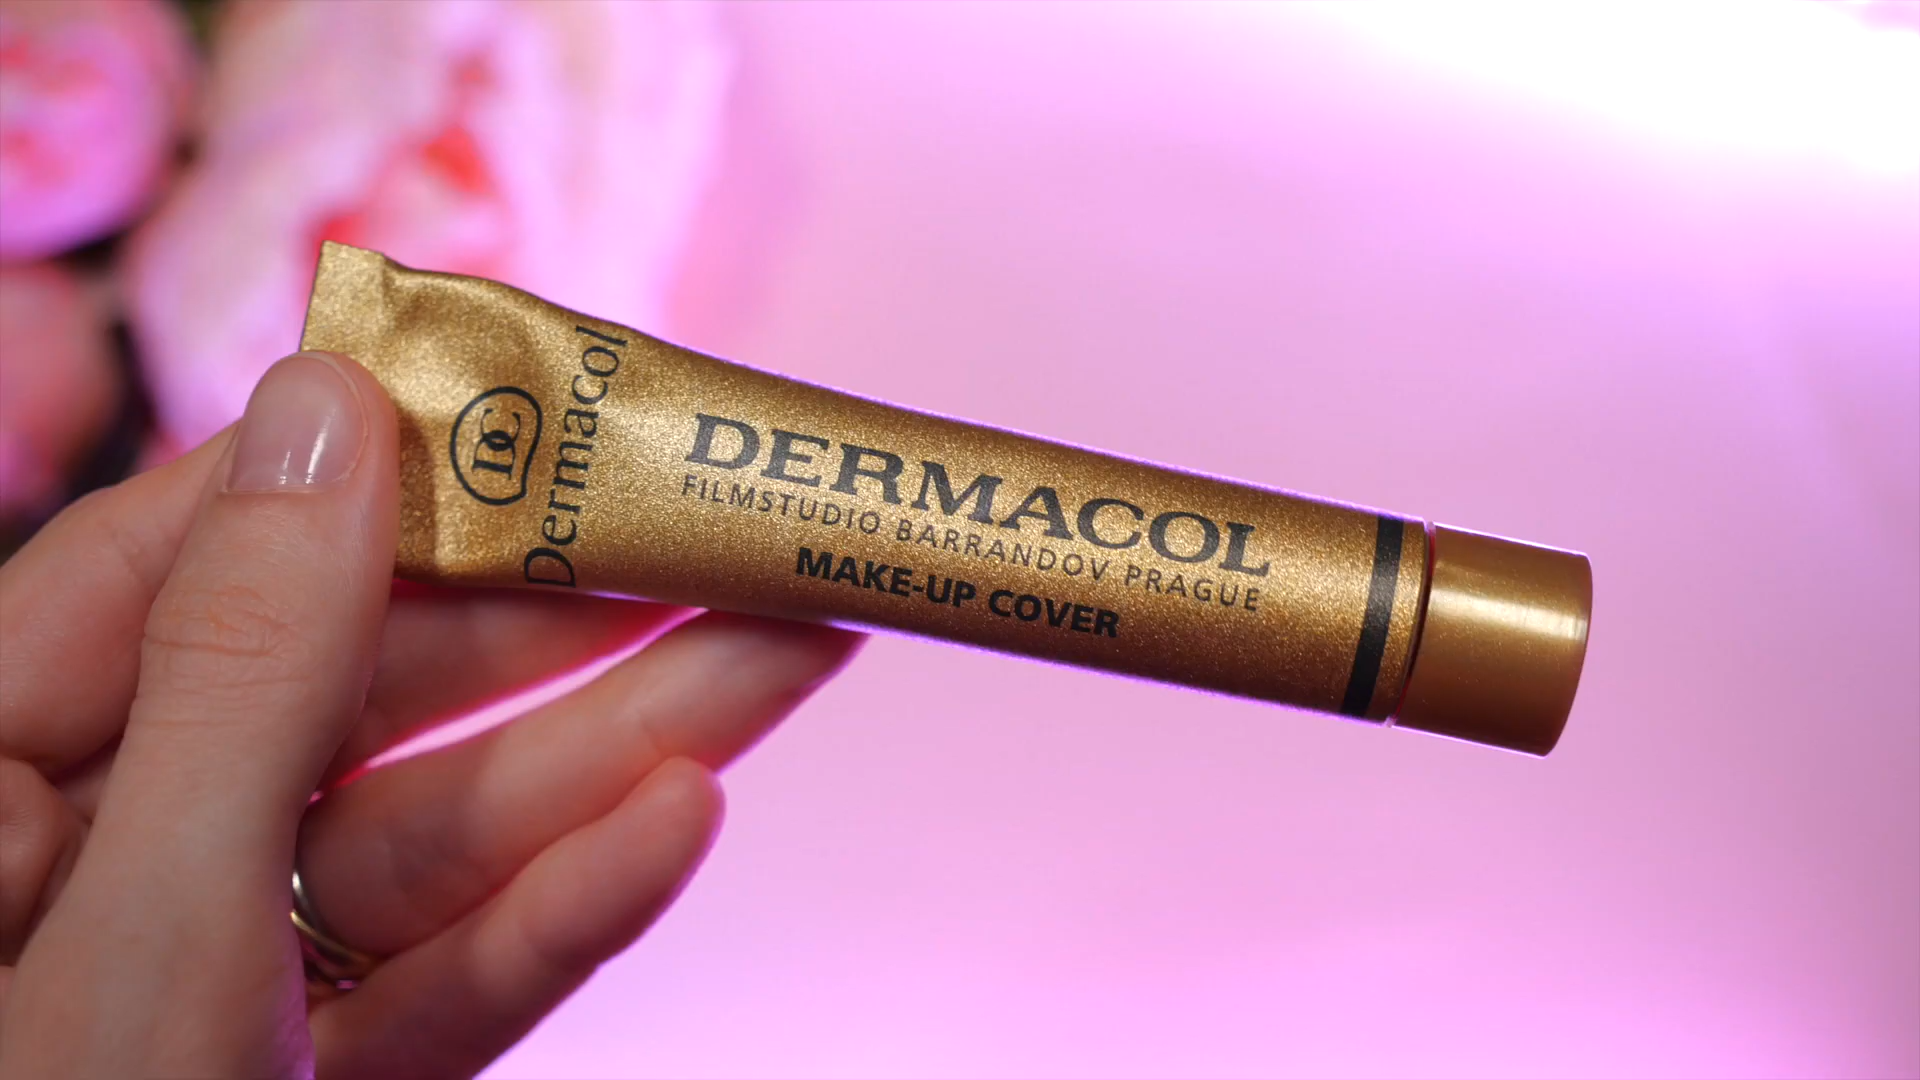 DC
Dermacol
DERMACOL
FILMSTUDIO BARRANDOV PRAGUE
MAKE-UP COVER